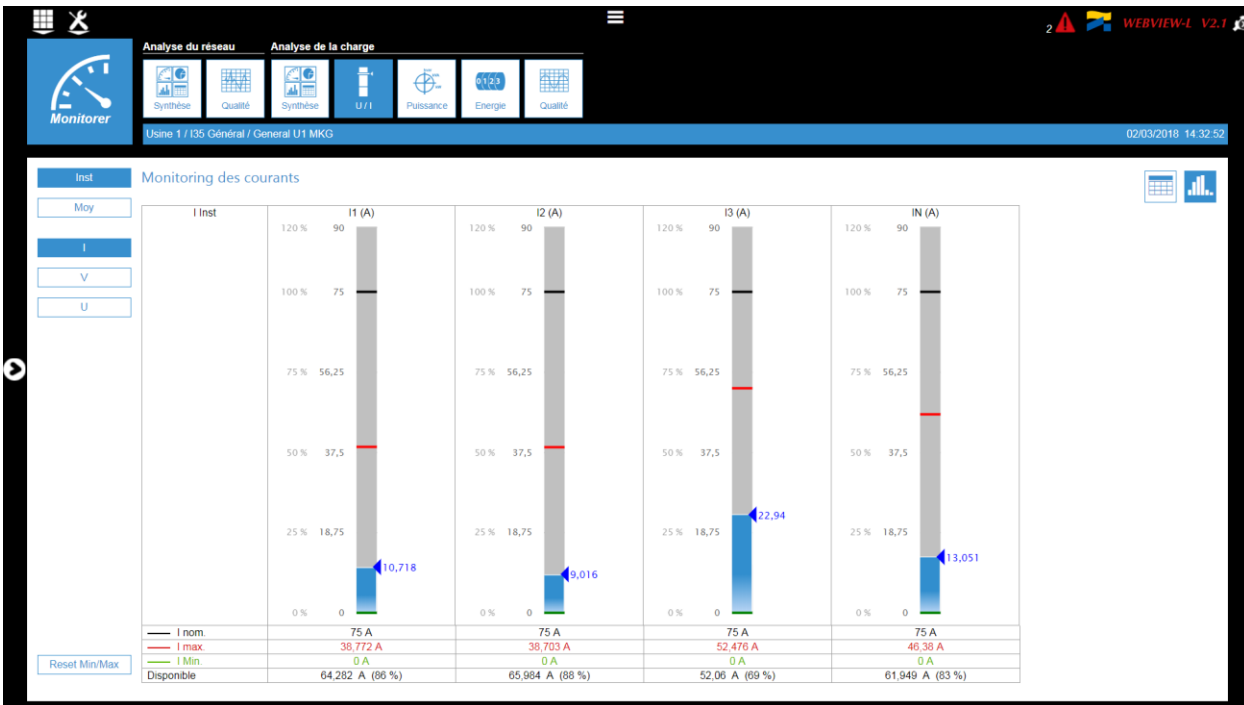 2 WEBVIEW-L V2.1
Analyse du réseau Analyse de la charge
Synthèse Qualité Synthèse U / I Puissance Energie Qualité
0123
Monitorer
Usine 1 / I35 Général / General U1 MKG 02/03/2018 14:32:52
Inst
Moy
I
V
U
Reset Min/Max
Monitoring des courants
I Inst I1 (A) I2 (A) I3 (A) IN (A)
120 % 90 120 % 90 120 % 90 120 % 90
100 % 75 100 % 75 100 % 75 100 % 75
75 % 56,25 75 % 56,25 75 % 56,25 75 % 56,25
50 % 37,5 50 % 37,5 50 % 37,5 50 % 37,5
25 % 18,75 25 % 18,75 25 % 18,75 25 % 18,75
10,718 9,016 22,94 13,051
0 % 0 0 % 0 0 % 0 0 % 0
I nom. 75 A 75 A 75 A 75 A
I max. 38,772 A 38,703 A 52,476 A 46,38 A
I Min. 0 A 0 A 0 A 0 A
Disponible 64,282 A (86 %) 65,984 A (88 %) 52,06 A (69 %) 61,949 A (83 %)